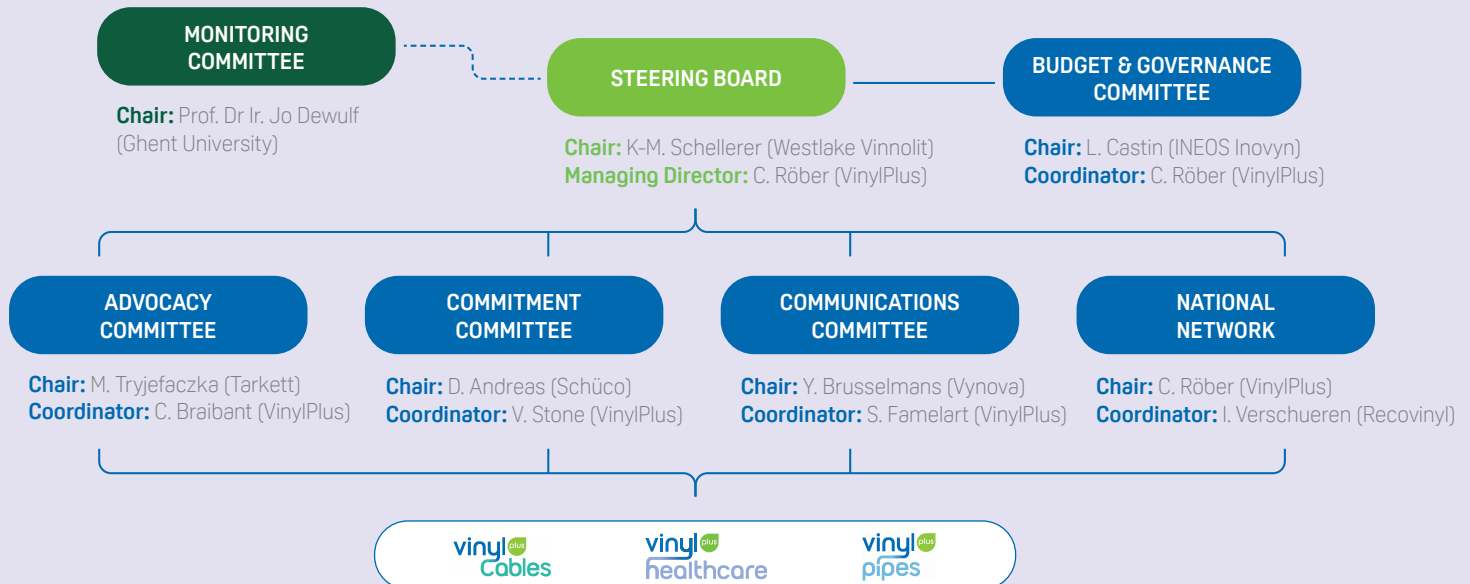 MONITORING
COMMITTEE
Chair: Prof. Dr Ir. Jo Dewulf
(Ghent University)
STEERING BOARD
Chair: K-M. Schellerer (Westlake Vinnolit)
Managing Director: C. Röber (VinylPlus)
BUDGET & GOVERNANCE
COMMITTEE
Chair: L. Castin (INEOS Inovyn)
Coordinator: C. Röber (VinylPlus)
ADVOCACY
COMMITTEE
Chair: M. Tryjefaczka (Tarkett)
Coordinator: C. Braibant (VinylPlus)
COMMITMENT
COMMITTEE
Chair: D. Andreas (Schüco)
Coordinator: V. Stone (VinylPlus)
COMMUNICATIONS
COMMITTEE
Chair: Y. Brusselmans (Vynova)
Coordinator: S. Famelart (VinylPlus)
NATIONAL
NETWORK
Chair: C. Röber (VinylPlus)
Coordinator: I. Verschueren (Recovinyl)
vinyl plus
cables
vinyl plus
healthcare
vinyl plus
pipes